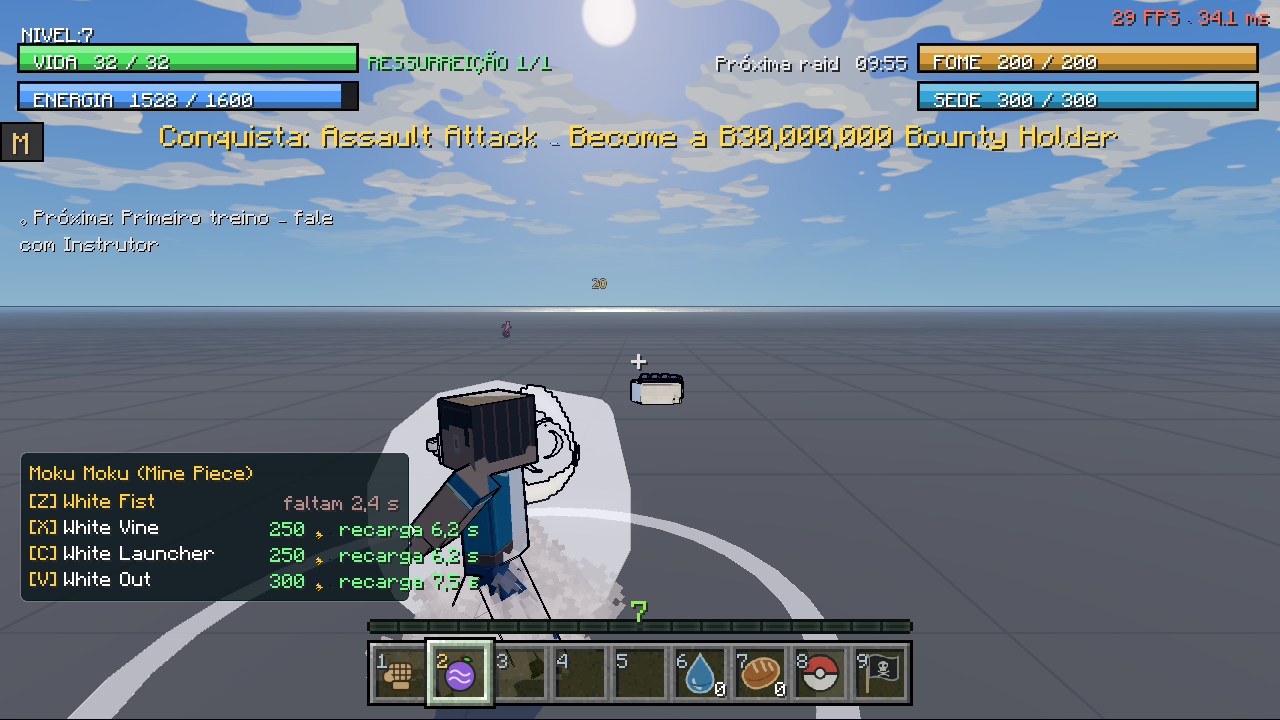 29 FPS · 34.1 ms
NIVEL:7
VIDA 32 / 32
RESSURREIÇÃO 1/1
Próxima raid 09:55
FOME 200 / 200
ENERGIA 1528 / 1600
SEDE 300 / 300
M
Conquista: Assault Attack - Become a B30,000,000 Bounty Holder
Próxima: Primeiro treino - fale
com Instrutor
20
Moku Moku (Mine Piece)
[Z] White Fist faltam 2,4 s
[X] White Vine 250 recarga 6,2 s
[C] White Launcher 250 recarga 6,2 s
[V] White Out 300 recarga 7,5 s
7
1 2 3 4 5 6 7 8 9
0 0